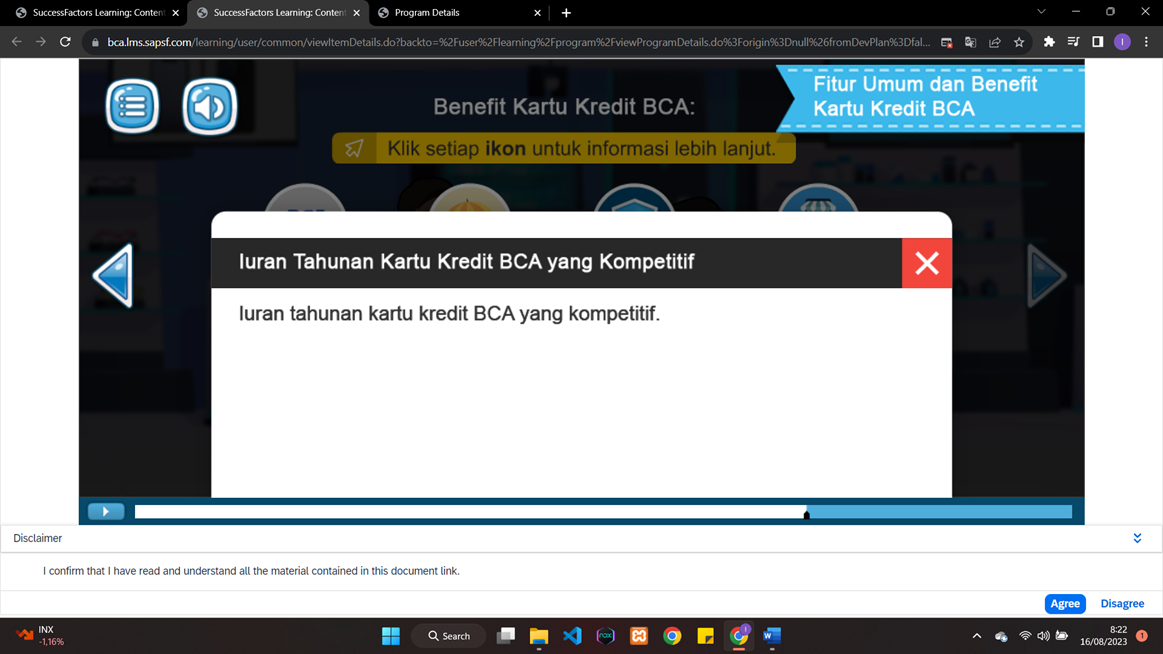 SuccessFactors Learning: Conten
SuccessFactors Learning: Conten
Program Details
bca.lms.sapsf.com/learning/user/common/viewItemDetails.do?backto=%2Fuser%2Flearning%2Fprogram%2FviewProgramDetails.do%3Forigin%3Dnull%26fromDevPlan%3Dfal...
I
Fitur Umum dan Benefit
Kartu Kredit BCA
Benefit Kartu Kredit BCA:
Klik setiap ikon untuk informasi lebih lanjut.
Iuran Tahunan Kartu Kredit BCA yang Kompetitif
Iuran tahunan kartu kredit BCA yang kompetitif.
Disclaimer
I confirm that I have read and understand all the material contained in this document link.
Agree
Disagree
INX
-1,16%
Search
8:22
16/08/2023
1